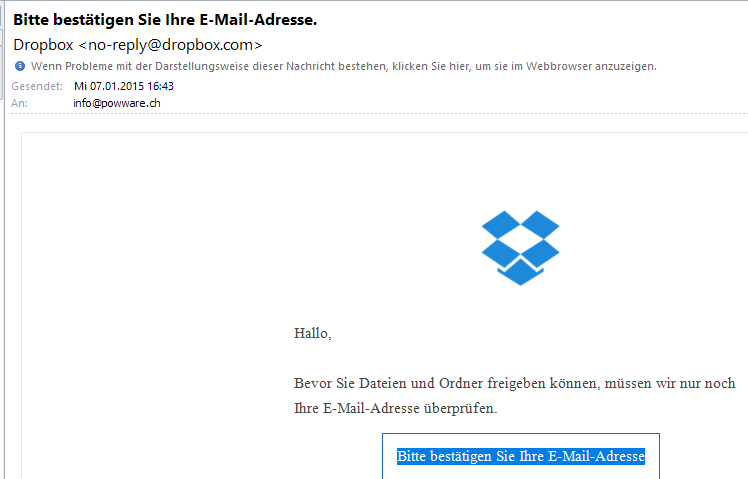 Bitte bestätigen Sie Ihre E-Mail-Adresse.
Dropbox <no-reply@dropbox.com>
Wenn Probleme mit der Darstellungsweise dieser Nachricht bestehen, klicken Sie hier, um sie im Webbrowser anzuzeigen.
Gesendet: Mi 07.01.2015 16:43
An: info@powware.ch
Hallo,
Bevor Sie Dateien und Ordner freigeben können, müssen wir nur noch
Ihre E-Mail-Adresse überprüfen.
Bitte bestätigen Sie Ihre E-Mail-Adresse